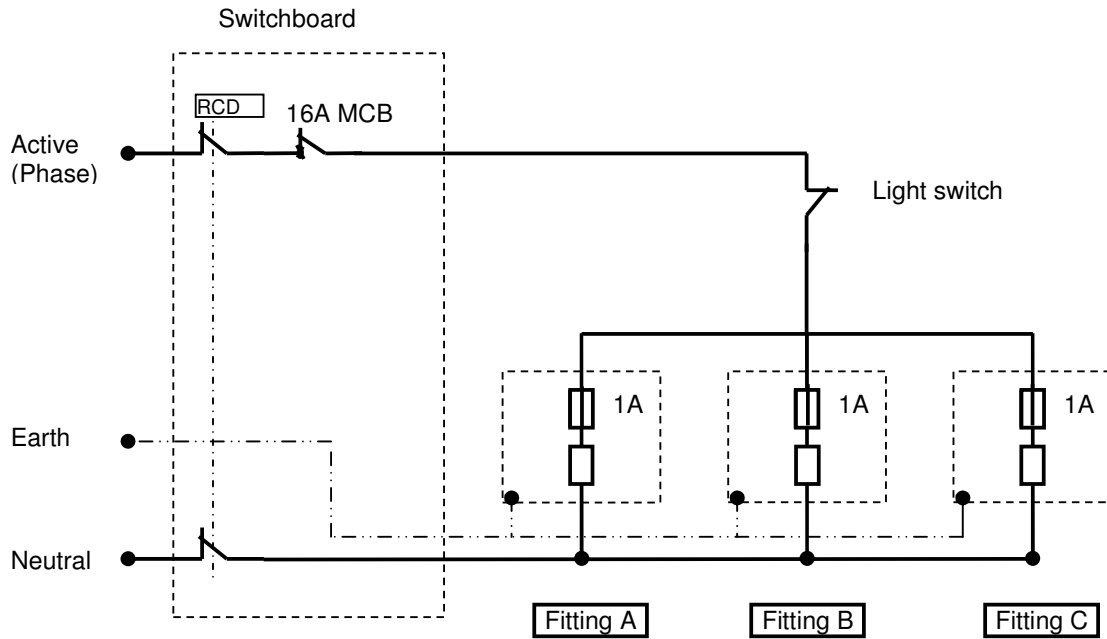 Switchboard
RCD
16A MCB
Active
(Phase)
Light switch
1A
1A
1A
Earth
Neutral
Fitting A
Fitting B
Fitting C